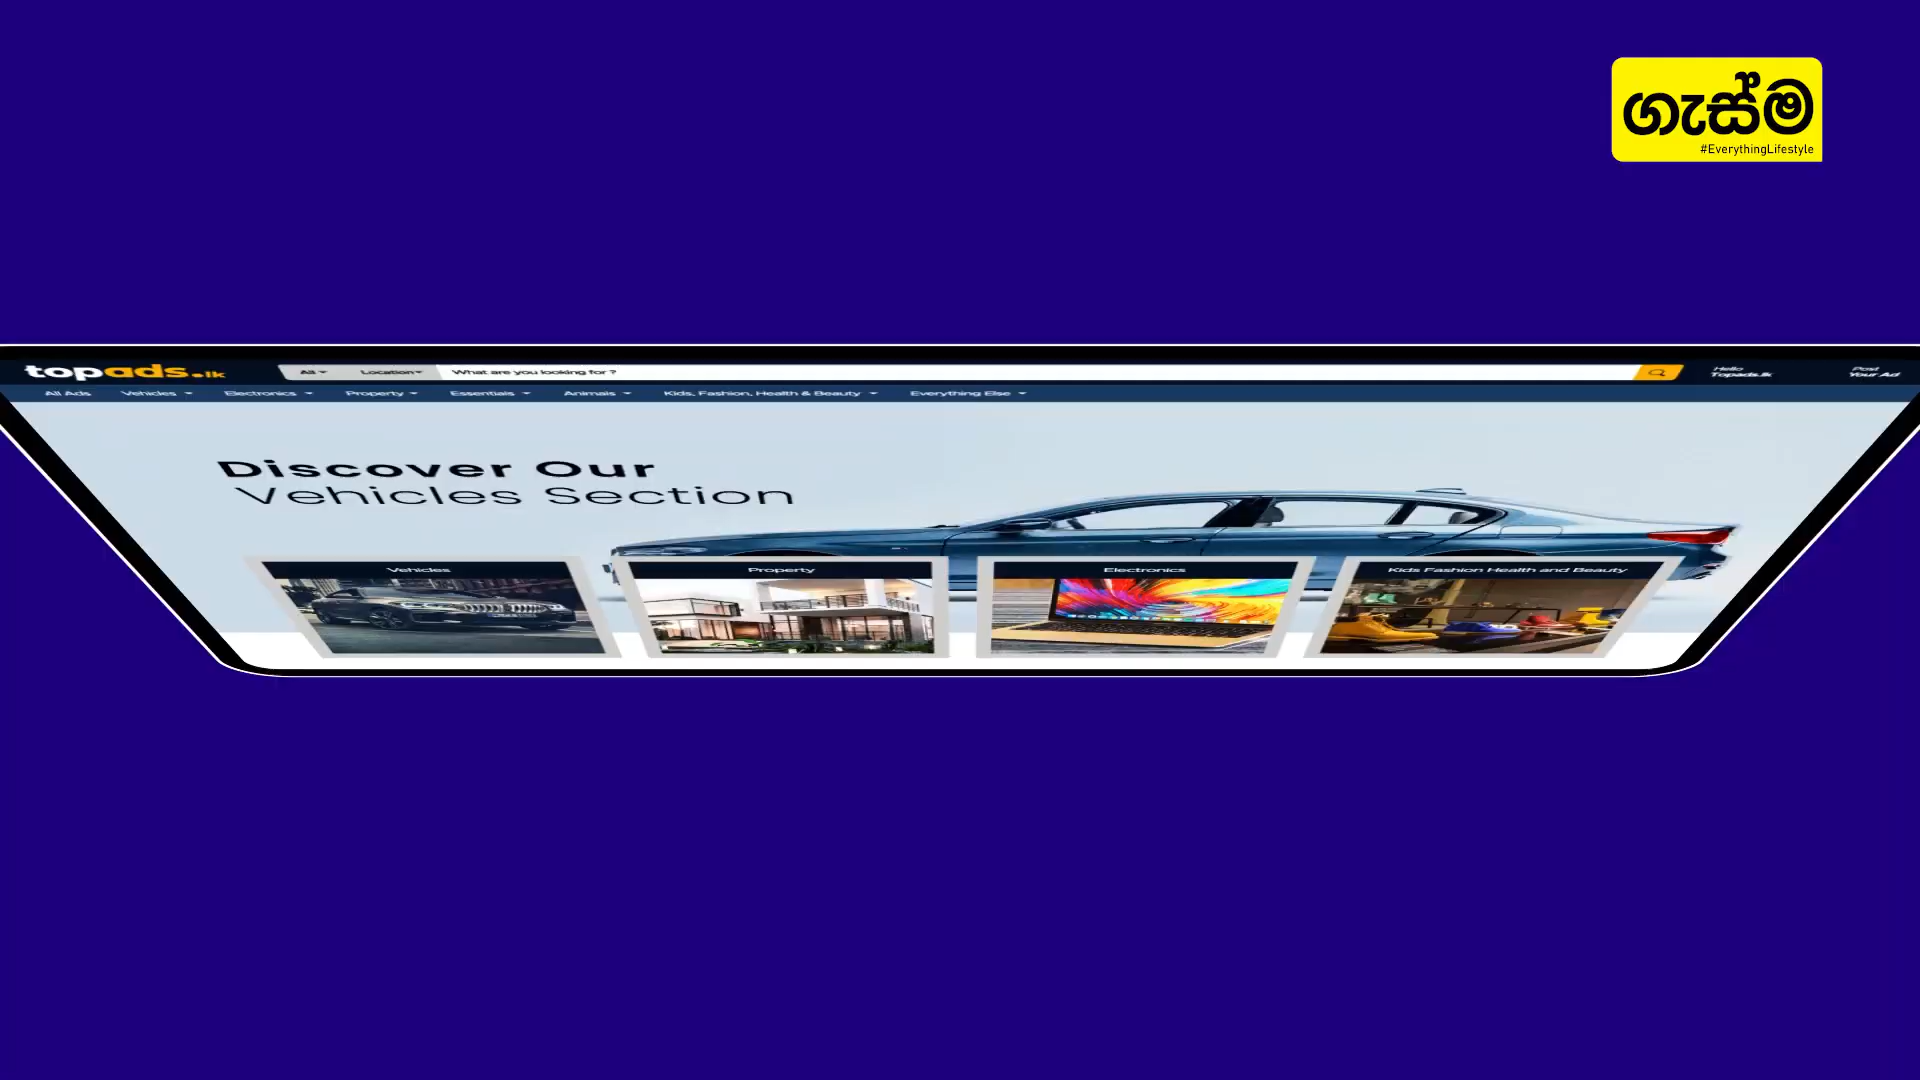 ගැස්ම
#EverythingLifestyle
topads.lk
All
Location
What are you looking for ?
Hello
Topads.lk
Post
Your Ad
All Ads
Vehicles
Electronics
Property
Essentials
Animals
Kids, Fashion, Health & Beauty
Everything Else
Discover Our
Vehicles Section
Vehicles
Property
Electronics
Kids Fashion Health and Beauty